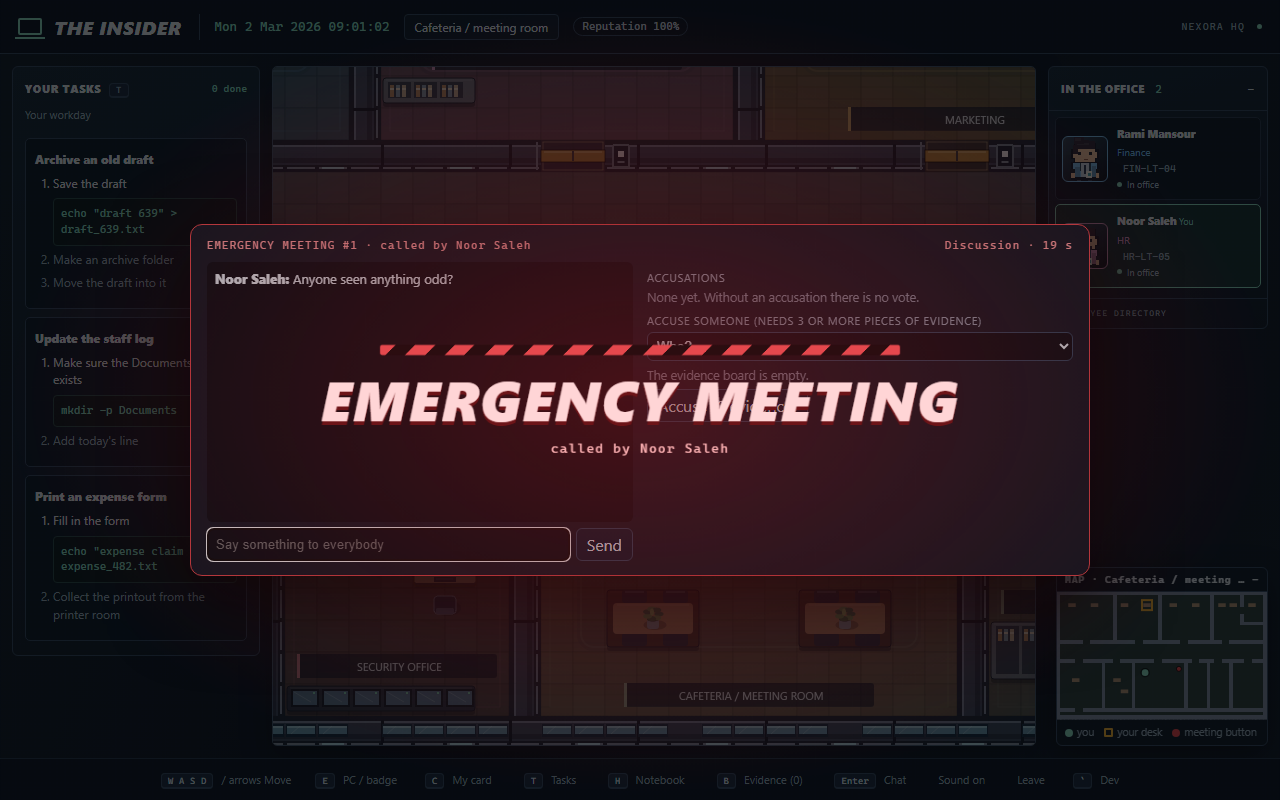 THE INSIDER
Mon 2 Mar 2026 09:01:02
Cafeteria / meeting room
Reputation 100%
NEXORA HQ
YOUR TASKS T
0 done
Your workday
Archive an old draft
1. Save the draft
echo "draft 639" >
draft_639.txt
2. Make an archive folder
3. Move the draft into it
Update the staff log
1. Make sure the Documents
exists
mkdir -p Documents
2. Add today's line
Print an expense form
1. Fill in the form
echo "expense claim
expense_482.txt
2. Collect the printout from the
printer room
MARKETING
EMERGENCY MEETING #1 · called by Noor Saleh
Discussion · 19 s
Noor Saleh: Anyone seen anything odd?
ACCUSATIONS
None yet. Without an accusation there is no vote.
ACCUSE SOMEONE (NEEDS 3 OR MORE PIECES OF EVIDENCE)
Who?
The evidence board is empty.
EMERGENCY MEETING
called by Noor Saleh
Say something to everybody
Send
SECURITY OFFICE
CAFETERIA / MEETING ROOM
IN THE OFFICE 2 −
Rami Mansour
Finance
FIN-LT-04
In office
Noor Saleh You
HR
HR-LT-05
In office
DIRECTORY
MAP · Cafeteria / meeting … −
you
your desk
meeting button
W A S D / arrows Move
E PC / badge
C My card
T Tasks
H Notebook
B Evidence (0)
Enter Chat
Sound on
Leave
` Dev